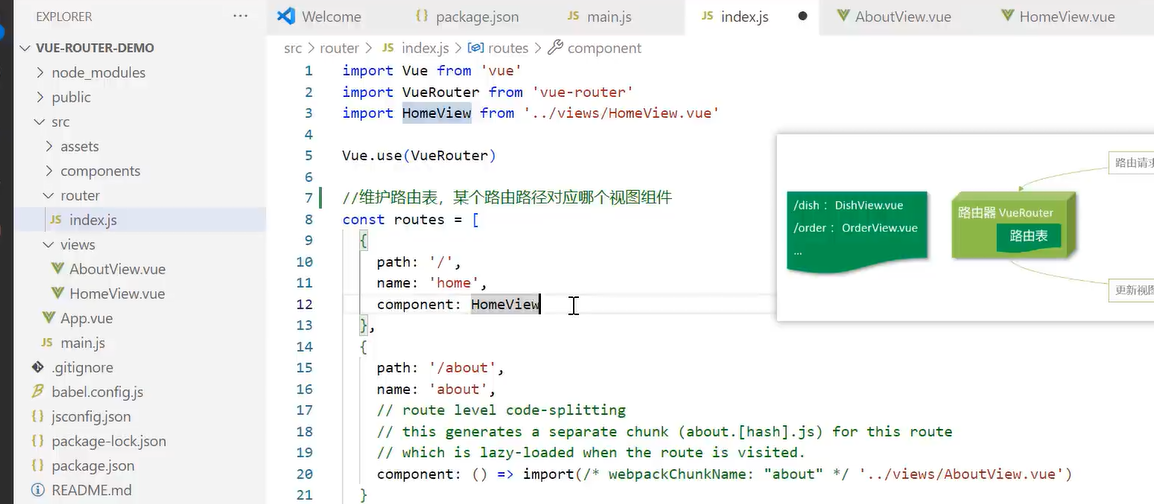 EXPLORER
...
Welcome
{} package.json
JS main.js
JS index.js
AboutView.vue
HomeView.vue
VUE-ROUTER-DEMO
node_modules
public
src
assets
components
router
JS index.js
views
AboutView.vue
HomeView.vue
App.vue
JS main.js
.gitignore
babel.config.js
{} jsconfig.json
{} package-lock.json
{} package.json
README.md
src > router > JS index.js > routes > component
1 import Vue from 'vue'
2 import VueRouter from 'vue-router'
3 import HomeView from '../views/HomeView.vue'
4
5 Vue.use(VueRouter)
6
7 //维护路由表，某个路由路径对应哪个视图组件
8 const routes = [
9 {
10 path: '/',
11 name: 'home',
12 component: HomeView
13 },
14 {
15 path: '/about',
16 name: 'about',
17 // route level code-splitting
18 // this generates a separate chunk (about.[hash].js) for this route
19 // which is lazy-loaded when the route is visited.
20 component: () => import(/* webpackChunkName: "about" */ '../views/AboutView.vue')
21 }
/dish：DishView.vue
/order：OrderView.vue
...
路由器 VueRouter
路由表
路由请
更新视